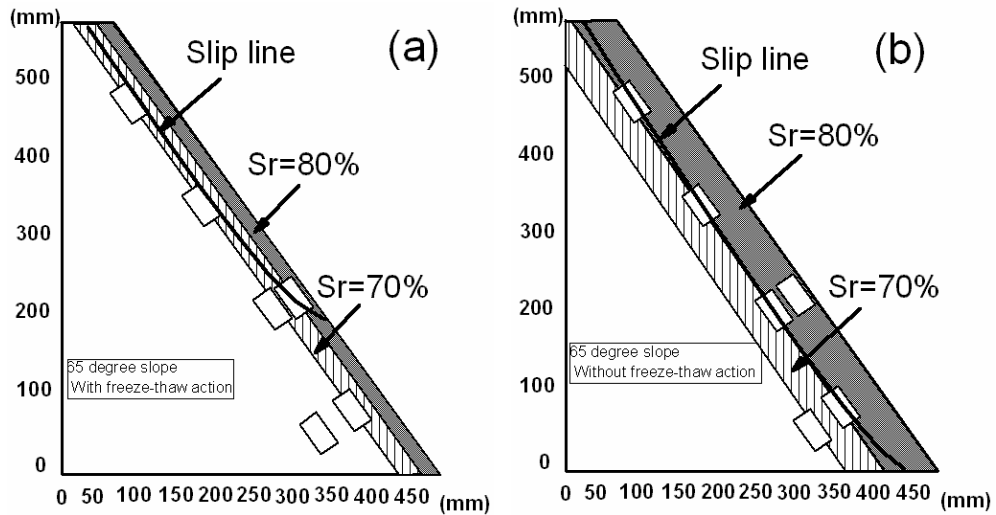 (mm)
(a)
500
Slip line
400
Sr=80%
300
Sr=70%
200
65 degree slope
With freeze-thaw action
100
0
0 50 100 150 200 250 300 350 400 450 (mm)
(mm)
(b)
500
Slip line
400
Sr=80%
300
Sr=70%
200
65 degree slope
Without freeze-thaw action
100
0
0 50 100 150 200 250 300 350 400 450 (mm)